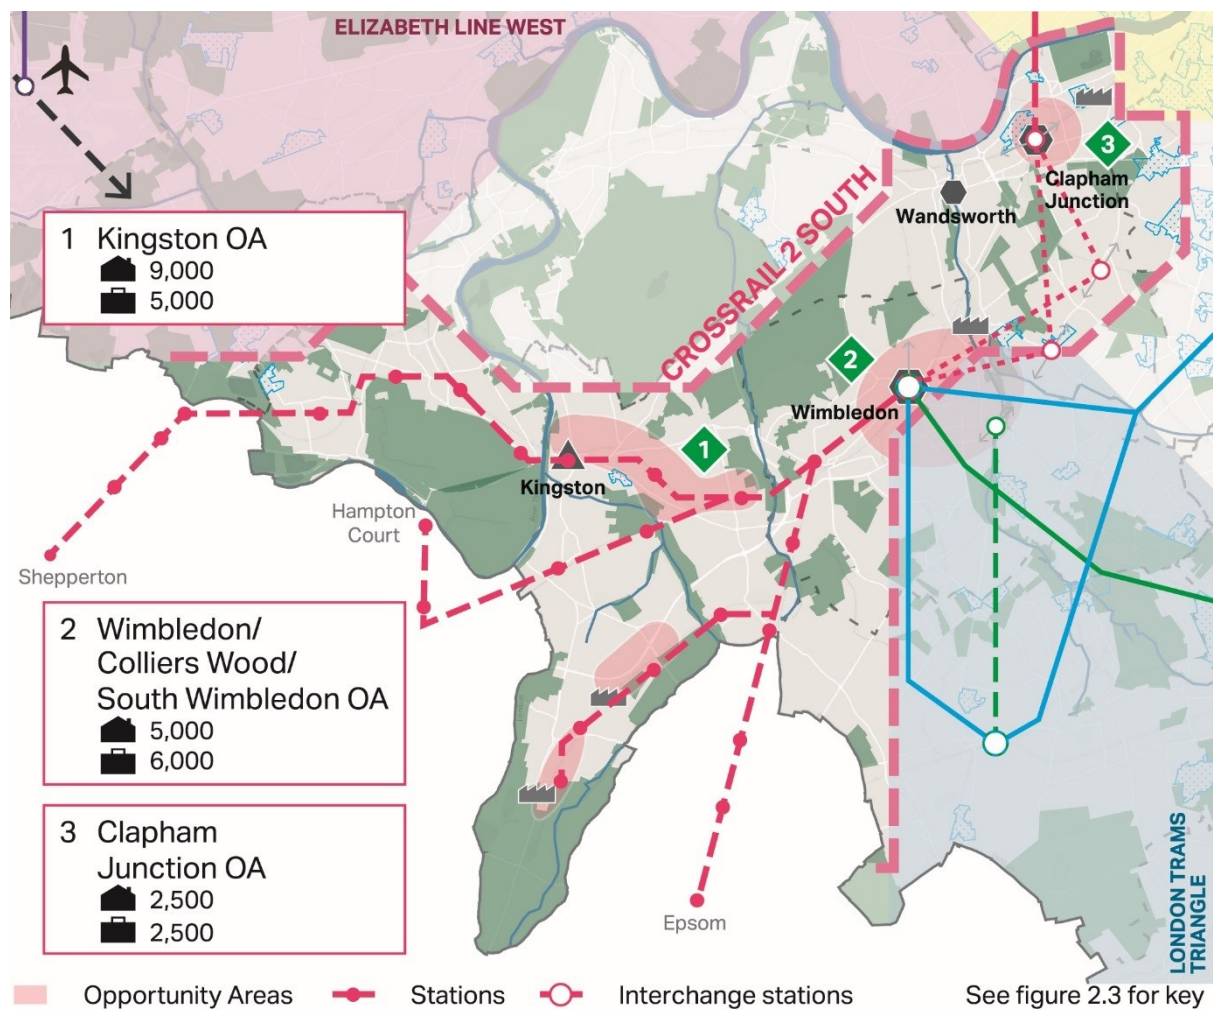 ELIZABETH LINE WEST
3
Clapham
Junction
Wandsworth
CROSSRAIL 2 SOUTH
1 Kingston OA
9,000
5,000
2
Wimbledon
1
Kingston
Hampton
Court
Shepperton
2 Wimbledon/
Colliers Wood/
South Wimbledon OA
5,000
6,000
3 Clapham
Junction OA
2,500
2,500
Epsom
LONDON TRAMS
TRIANGLE
Opportunity Areas
Stations
Interchange stations
See figure 2.3 for key